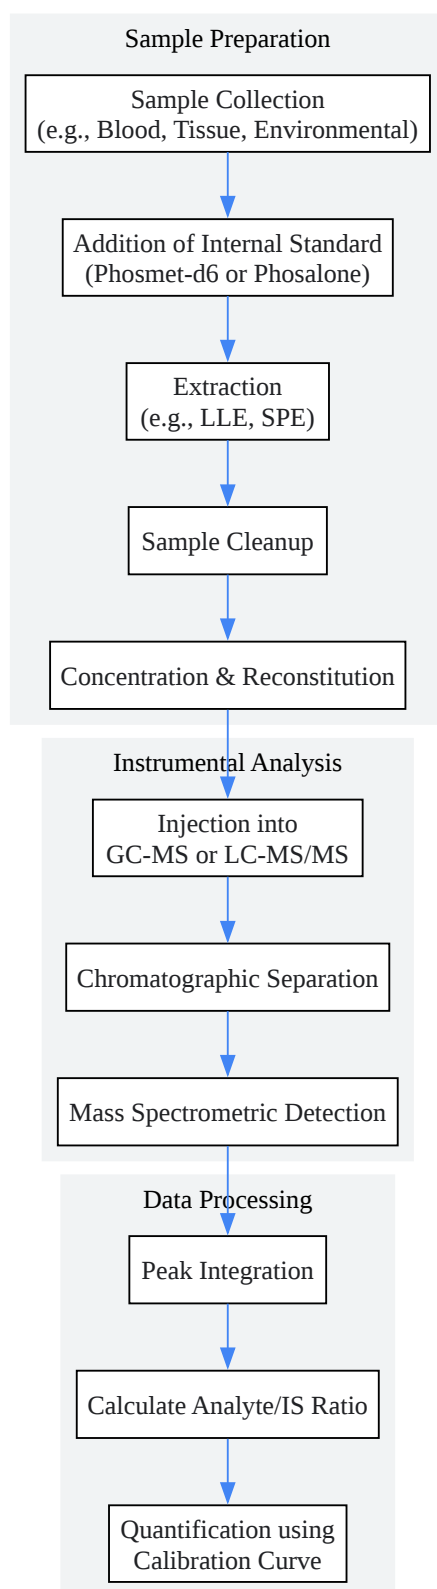 Sample Preparation
Sample Collection
(e.g., Blood, Tissue, Environmental)
Addition of Internal Standard
(Phosmet-d6 or Phosalone)
Extraction
(e.g., LLE, SPE)
Sample Cleanup
Concentration & Reconstitution
Instrumental Analysis
Injection into
GC-MS or LC-MS/MS
Chromatographic Separation
Mass Spectrometric Detection
Data Processing
Peak Integration
Calculate Analyte/IS Ratio
Quantification using
Calibration Curve